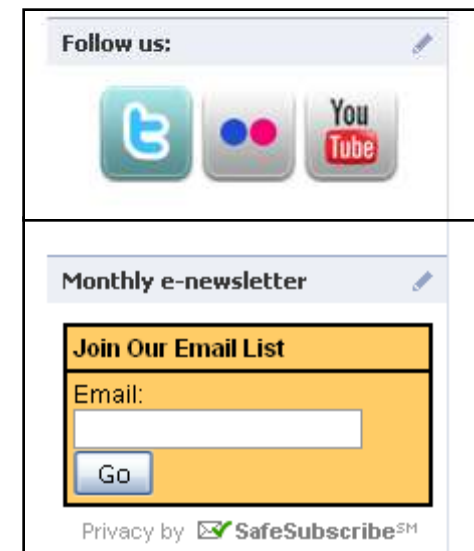 Follow us:
t
You
Tube
Monthly e-newsletter
Join Our Email List
Email:
Go
Privacy by SafeSubscribe℠